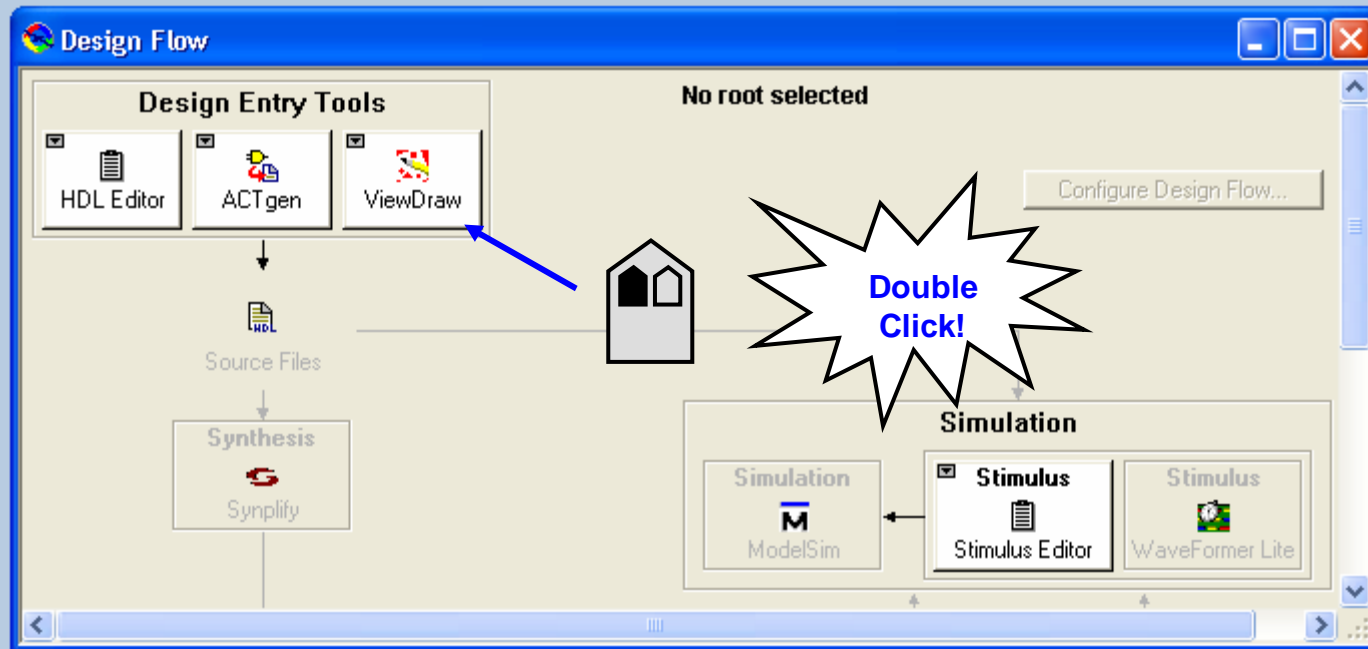 Design Flow
Design Entry Tools
No root selected
HDL Editor
ACTgen
ViewDraw
Configure Design Flow...
Double
Click!
HDL
Source Files
Synthesis
Synplify
Simulation
Simulation
M
ModelSim
Stimulus
Stimulus Editor
Stimulus
WaveFormer Lite